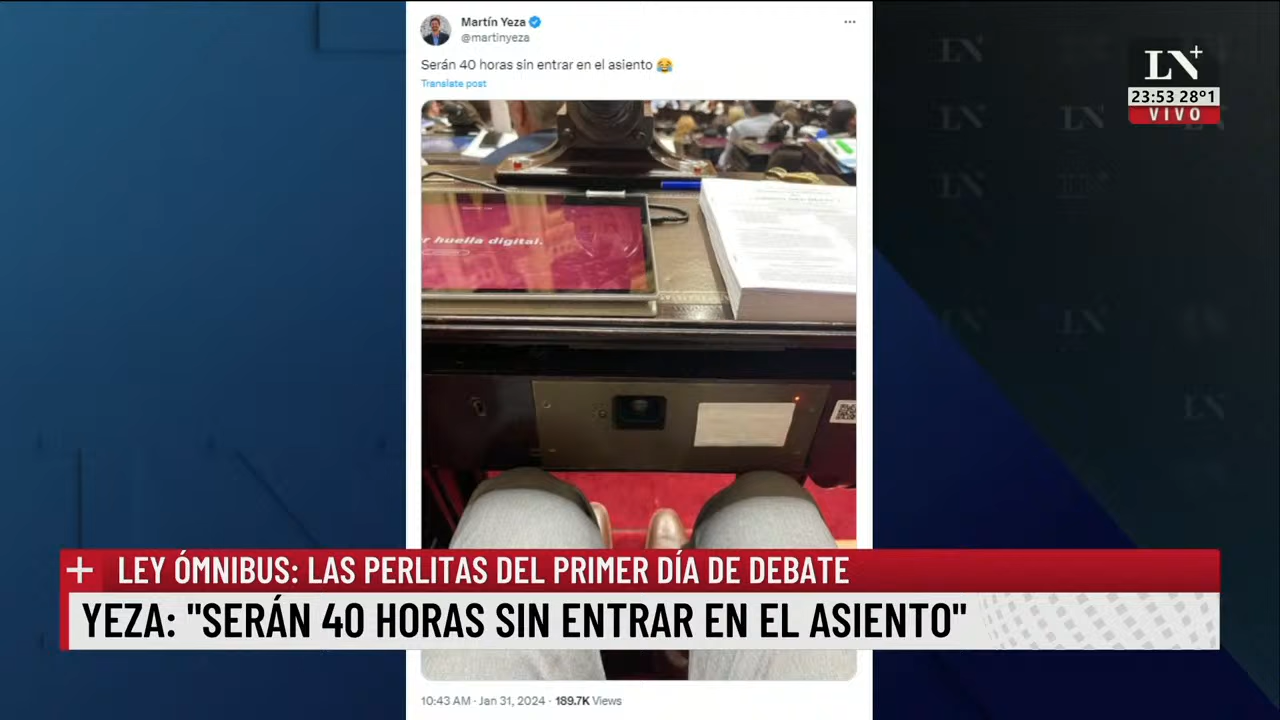 Martín Yeza
@martinyeza
Serán 40 horas sin entrar en el asiento 😂
Translate post
LN+
23:53 28°1
VIVO
r huella digital.
LEY ÓMNIBUS: LAS PERLITAS DEL PRIMER DÍA DE DEBATE
YEZA: "SERÁN 40 HORAS SIN ENTRAR EN EL ASIENTO"
10:43 AM · Jan 31, 2024 · 189.7K Views